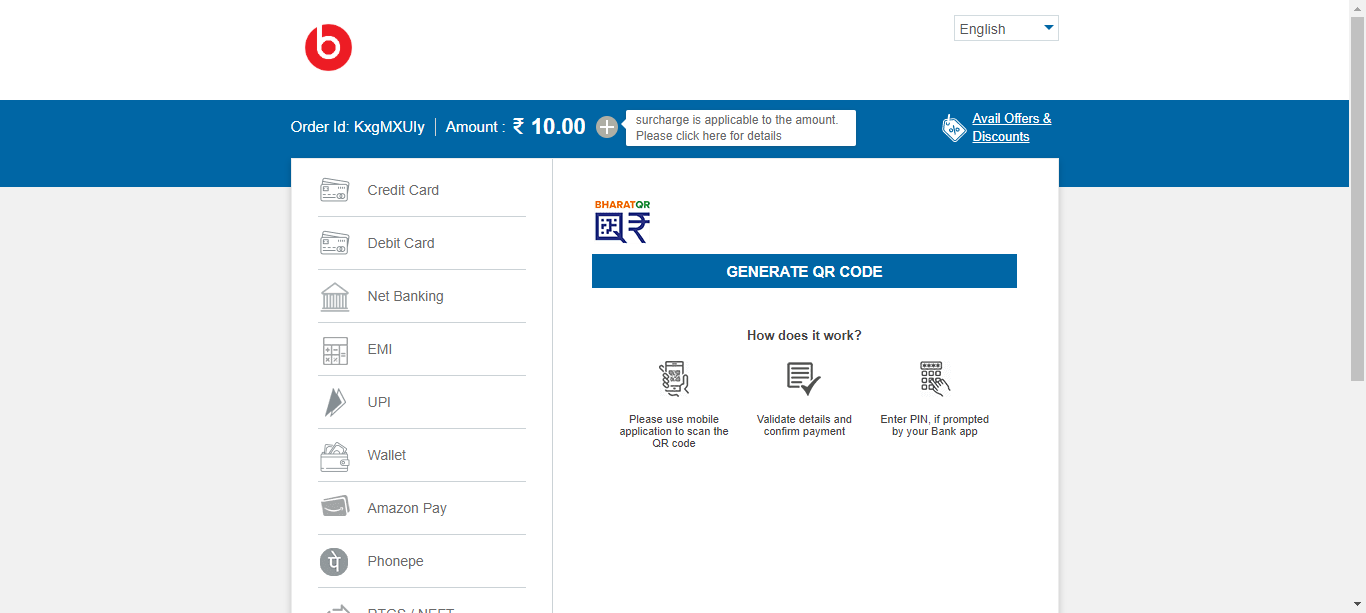 b
English
Order Id: KxgMXUIy
Amount : ₹ 10.00
surcharge is applicable to the amount.
Please click here for details
Avail Offers &
Discounts
Credit Card
Debit Card
Net Banking
EMI
UPI
Wallet
Amazon Pay
Phonepe
RTGS / NEFT
BHARATQR
GENERATE QR CODE
How does it work?
Please use mobile
application to scan the
QR code
Validate details and
confirm payment
Enter PIN, if prompted
by your Bank app